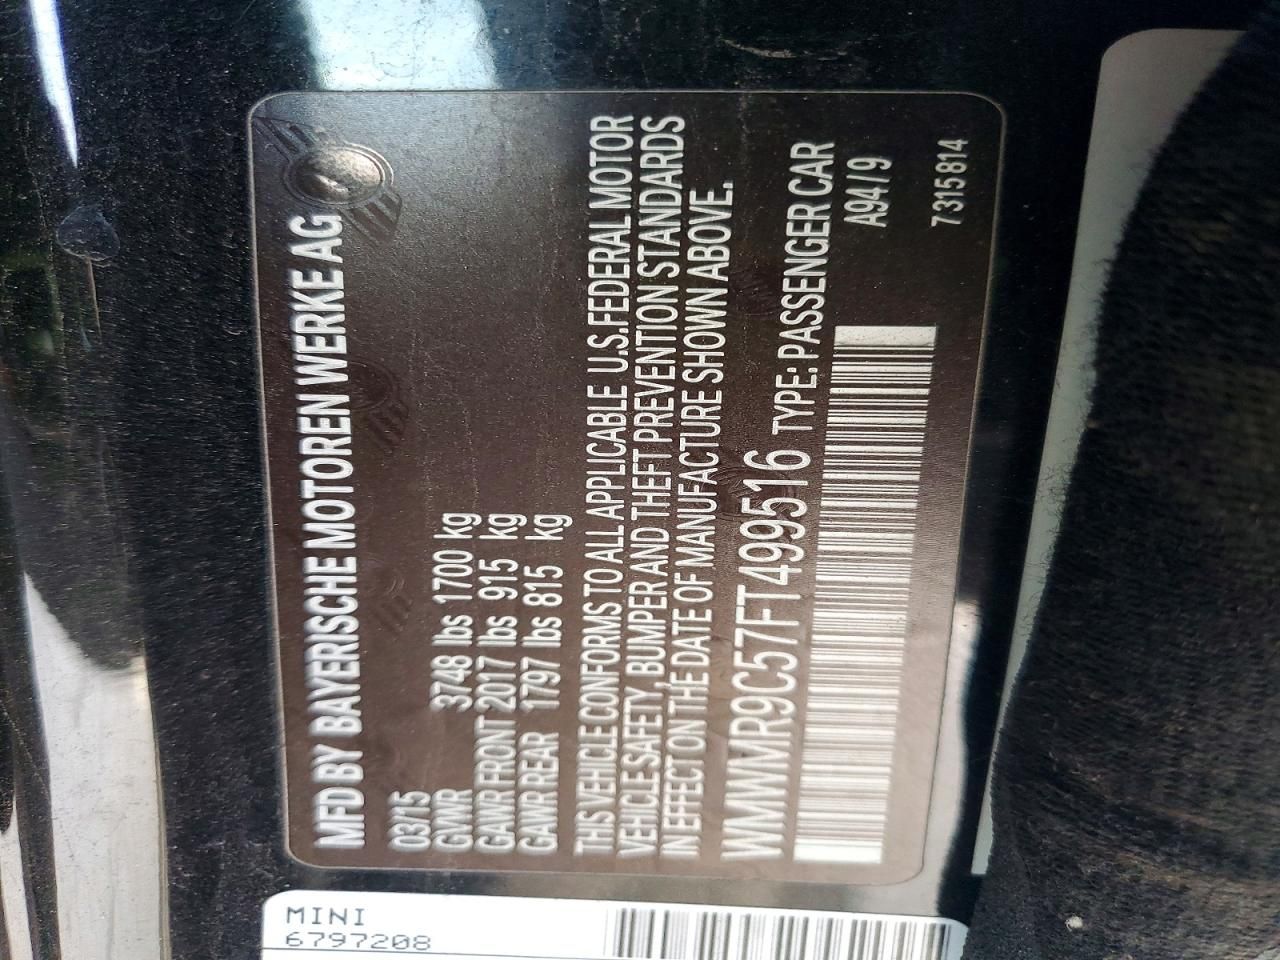 MFD BY BAYERISCHE MOTOREN WERKE AG
03/15
GVWR 3748 lbs 1700 kg
GAWR FRONT 2017 lbs 915 kg
GAWR REAR 1797 lbs 815 kg
THIS VEHICLE CONFORMS TO ALL APPLICABLE U.S. FEDERAL MOTOR
VEHICLE SAFETY, BUMPER AND THEFT PREVENTION STANDARDS
IN EFFECT ON THE DATE OF MANUFACTURE SHOWN ABOVE.
WMWMR9C57FT499516 TYPE: PASSENGER CAR
A94/9
7315814
MINI
6797208